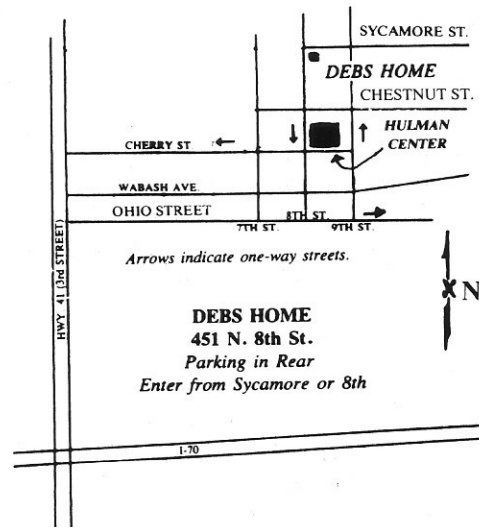 SYCAMORE ST.
DEBS HOME
CHESTNUT ST.
HULMAN
CENTER
CHERRY ST
WABASH AVE.
OHIO STREET
8TH ST.
7TH ST.
9TH ST.
HWY 41 (3rd STREET)
Arrows indicate one-way streets.
N
DEBS HOME
451 N. 8th St.
Parking in Rear
Enter from Sycamore or 8th
I-70